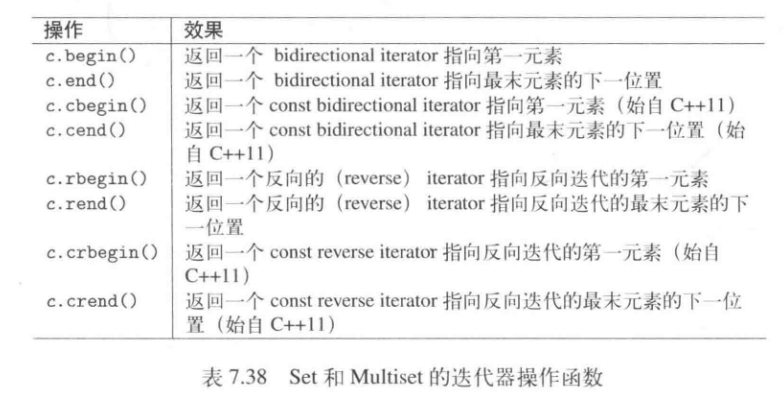 操作 效果
c.begin() 返回一个 bidirectional iterator 指向第一元素
c.end() 返回一个 bidirectional iterator 指向最末元素的下一位置
c.cbegin() 返回一个 const bidirectional iterator 指向第一元素（始自 C++11）
c.cend() 返回一个 const bidirectional iterator 指向最末元素的下一位置（始
自 C++11）
c.rbegin() 返回一个反向的（reverse） iterator 指向反向迭代的第一元素
c.rend() 返回一个反向的（reverse） iterator 指向反向迭代的最末元素的下
一位置
c.crbegin() 返回一个 const reverse iterator 指向反向迭代的第一元素（始自
C++11）
c.crend() 返回一个 const reverse iterator 指向反向迭代的最末元素的下一位
置（始自 C++11）
表 7.38 Set 和 Multiset 的迭代器操作函数